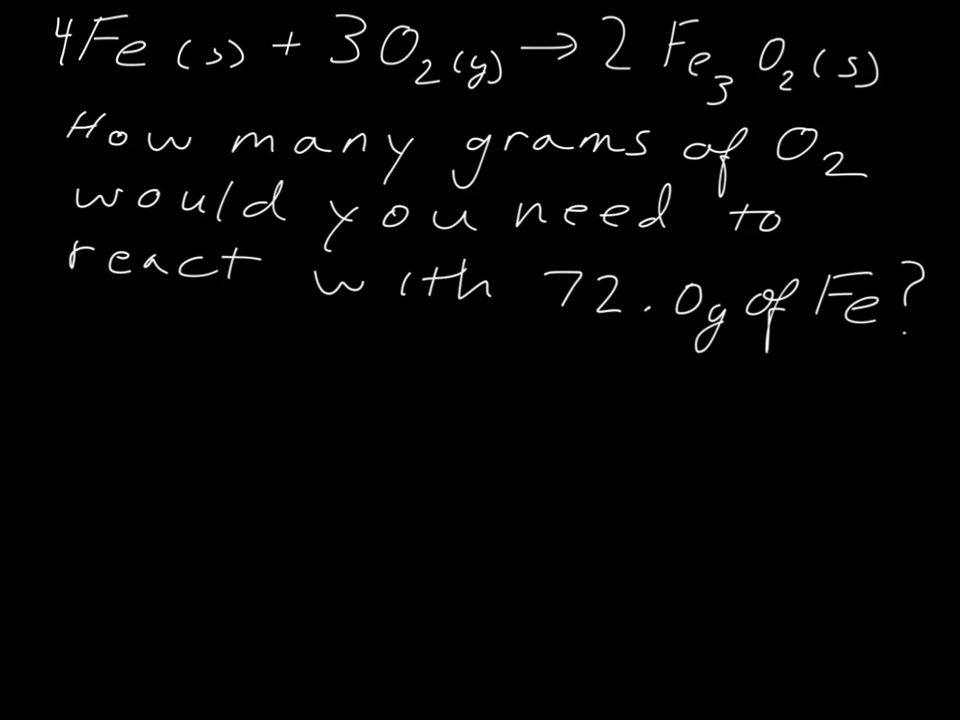 4Fe (s) + 3O₂(g) → 2 Fe₃O₂(s)
How many grams of O₂
would you need to
react with 72.0g of Fe?